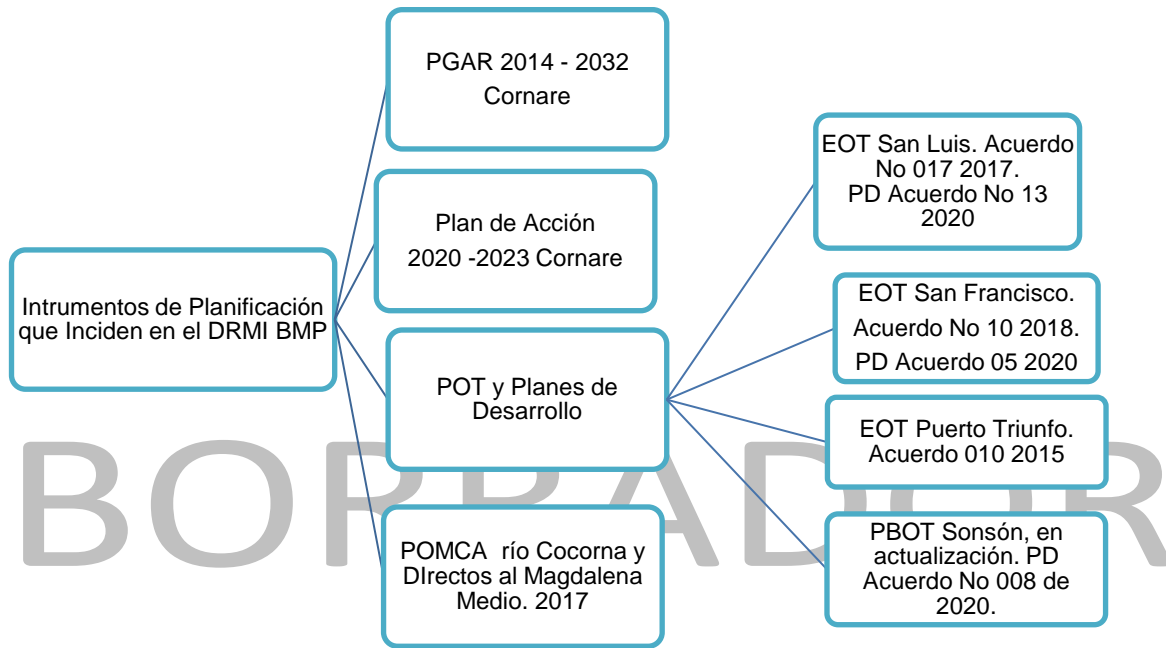 Intrumentos de Planificación
que Inciden en el DRMI BMP
PGAR 2014 - 2032
Cornare
Plan de Acción
2020 -2023 Cornare
POT y Planes de
Desarrollo
POMCA río Cocorna y
DIrectos al Magdalena
Medio. 2017
EOT San Luis. Acuerdo
No 017 2017.
PD Acuerdo No 13
2020
EOT San Francisco.
Acuerdo No 10 2018.
PD Acuerdo 05 2020
EOT Puerto Triunfo.
Acuerdo 010 2015
PBOT Sonsón, en
actualización. PD
Acuerdo No 008 de
2020.
BORRADOR